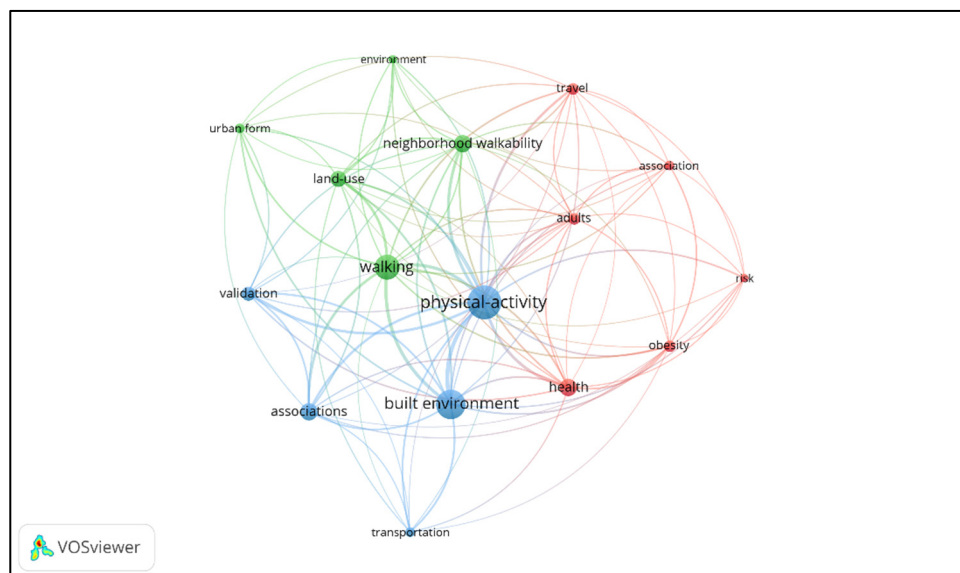 environment
travel
urban form
neighborhood walkability
association
land-use
adults
walking
risk
validation
physical-activity
obesity
health
built environment
associations
transportation
VOSviewer